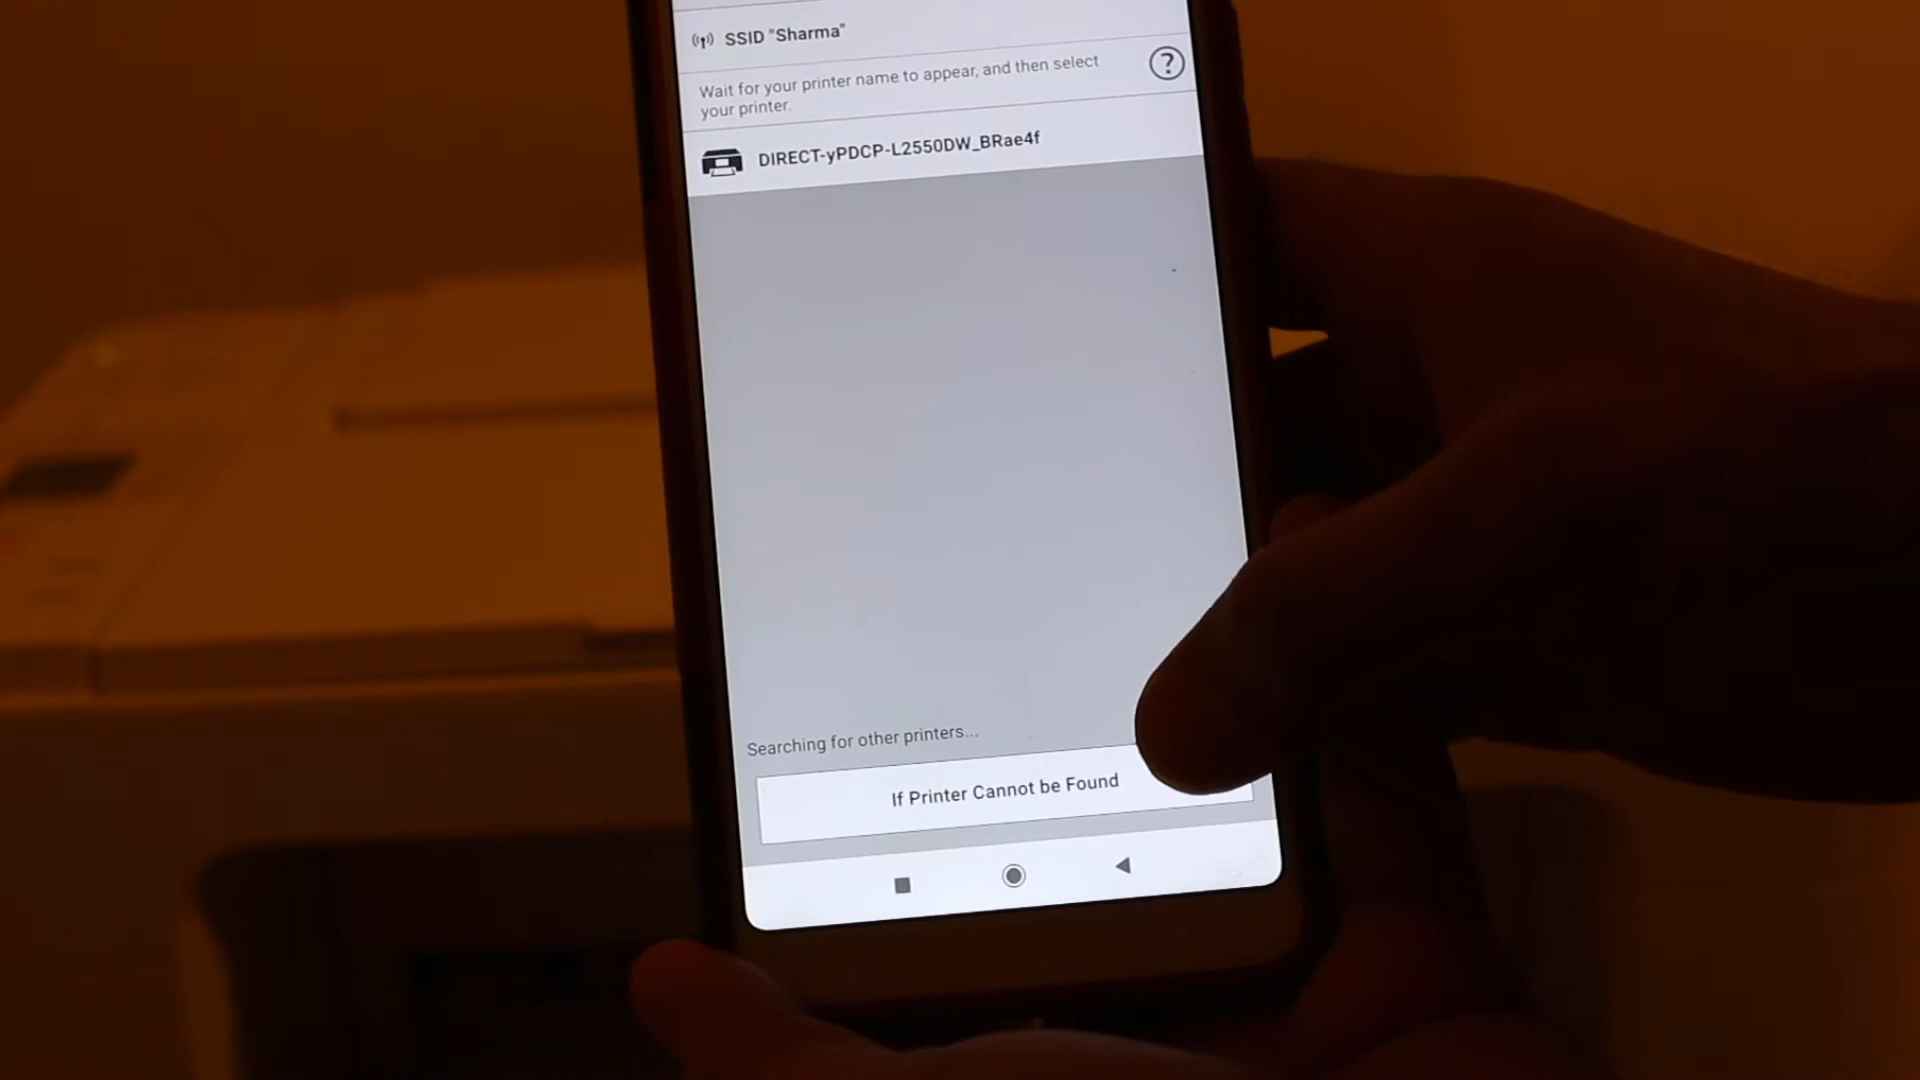 SSID "Sharma"
Wait for your printer name to appear, and then select
your printer.
?
DIRECT-yPDCP-L2550DW_BRae4f
Searching for other printers...
If Printer Cannot be Found